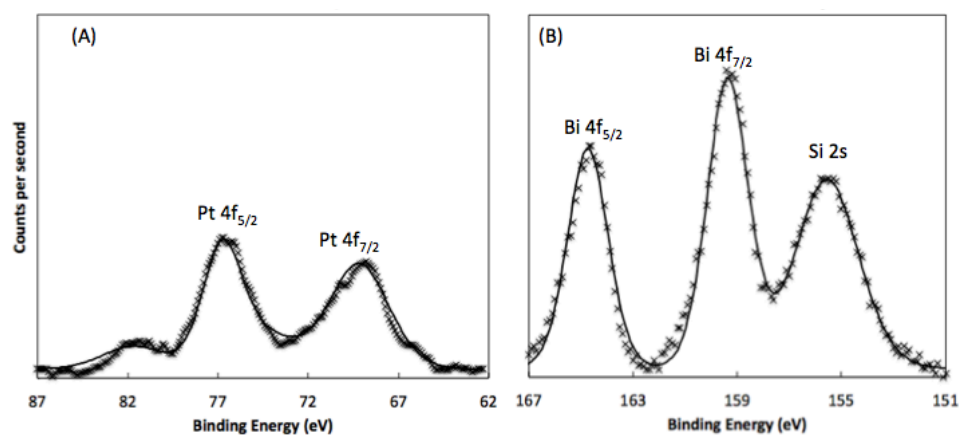 (A)
Counts per second
Pt 4f5/2
Pt 4f7/2
87 82 77 72 67 62
Binding Energy (eV)
(B)
Bi 4f5/2
Bi 4f7/2
Si 2s
167 163 159 155 151
Binding Energy (eV)